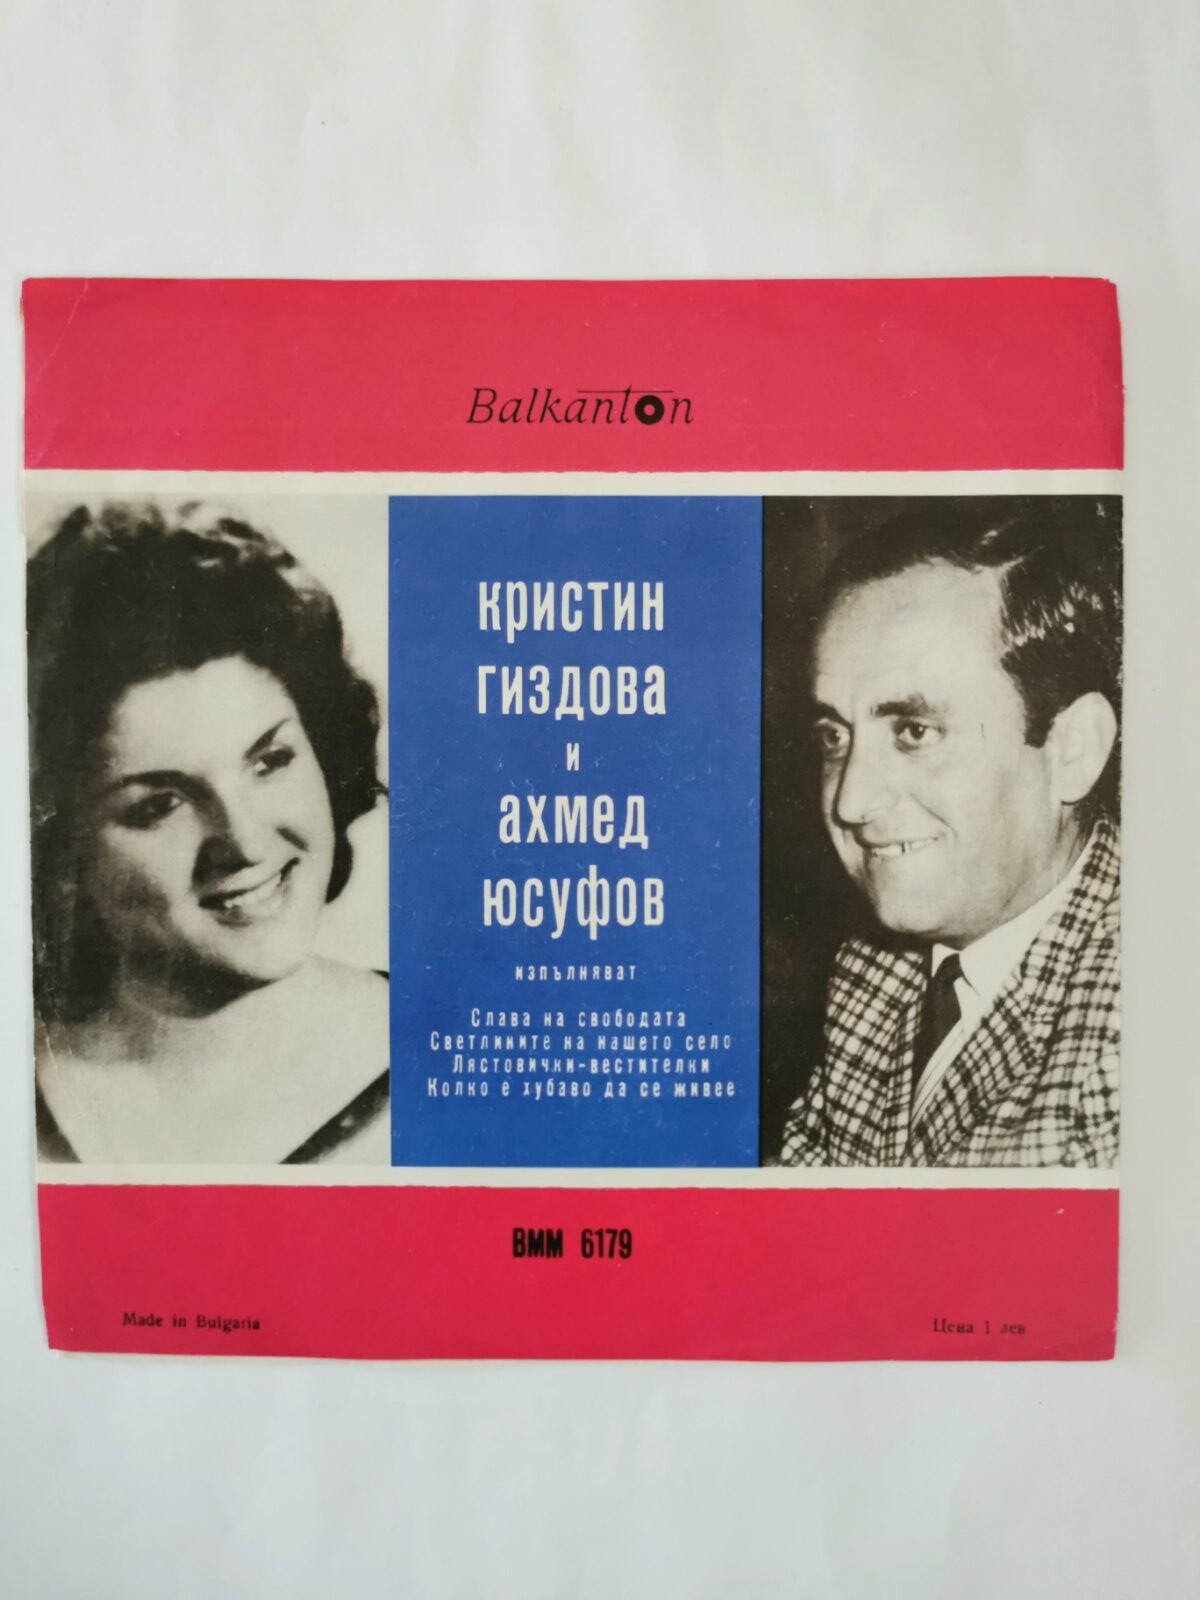 Balkanton
кристин
гиздова
и
ахмед
юсуфов
изпълняват
Слава на свободата
Светлините на нашето село
Лястовички-вестителки
Колко е хубаво да се живее
ВММ 6179
Made in Bulgaria
Цена 1 лев